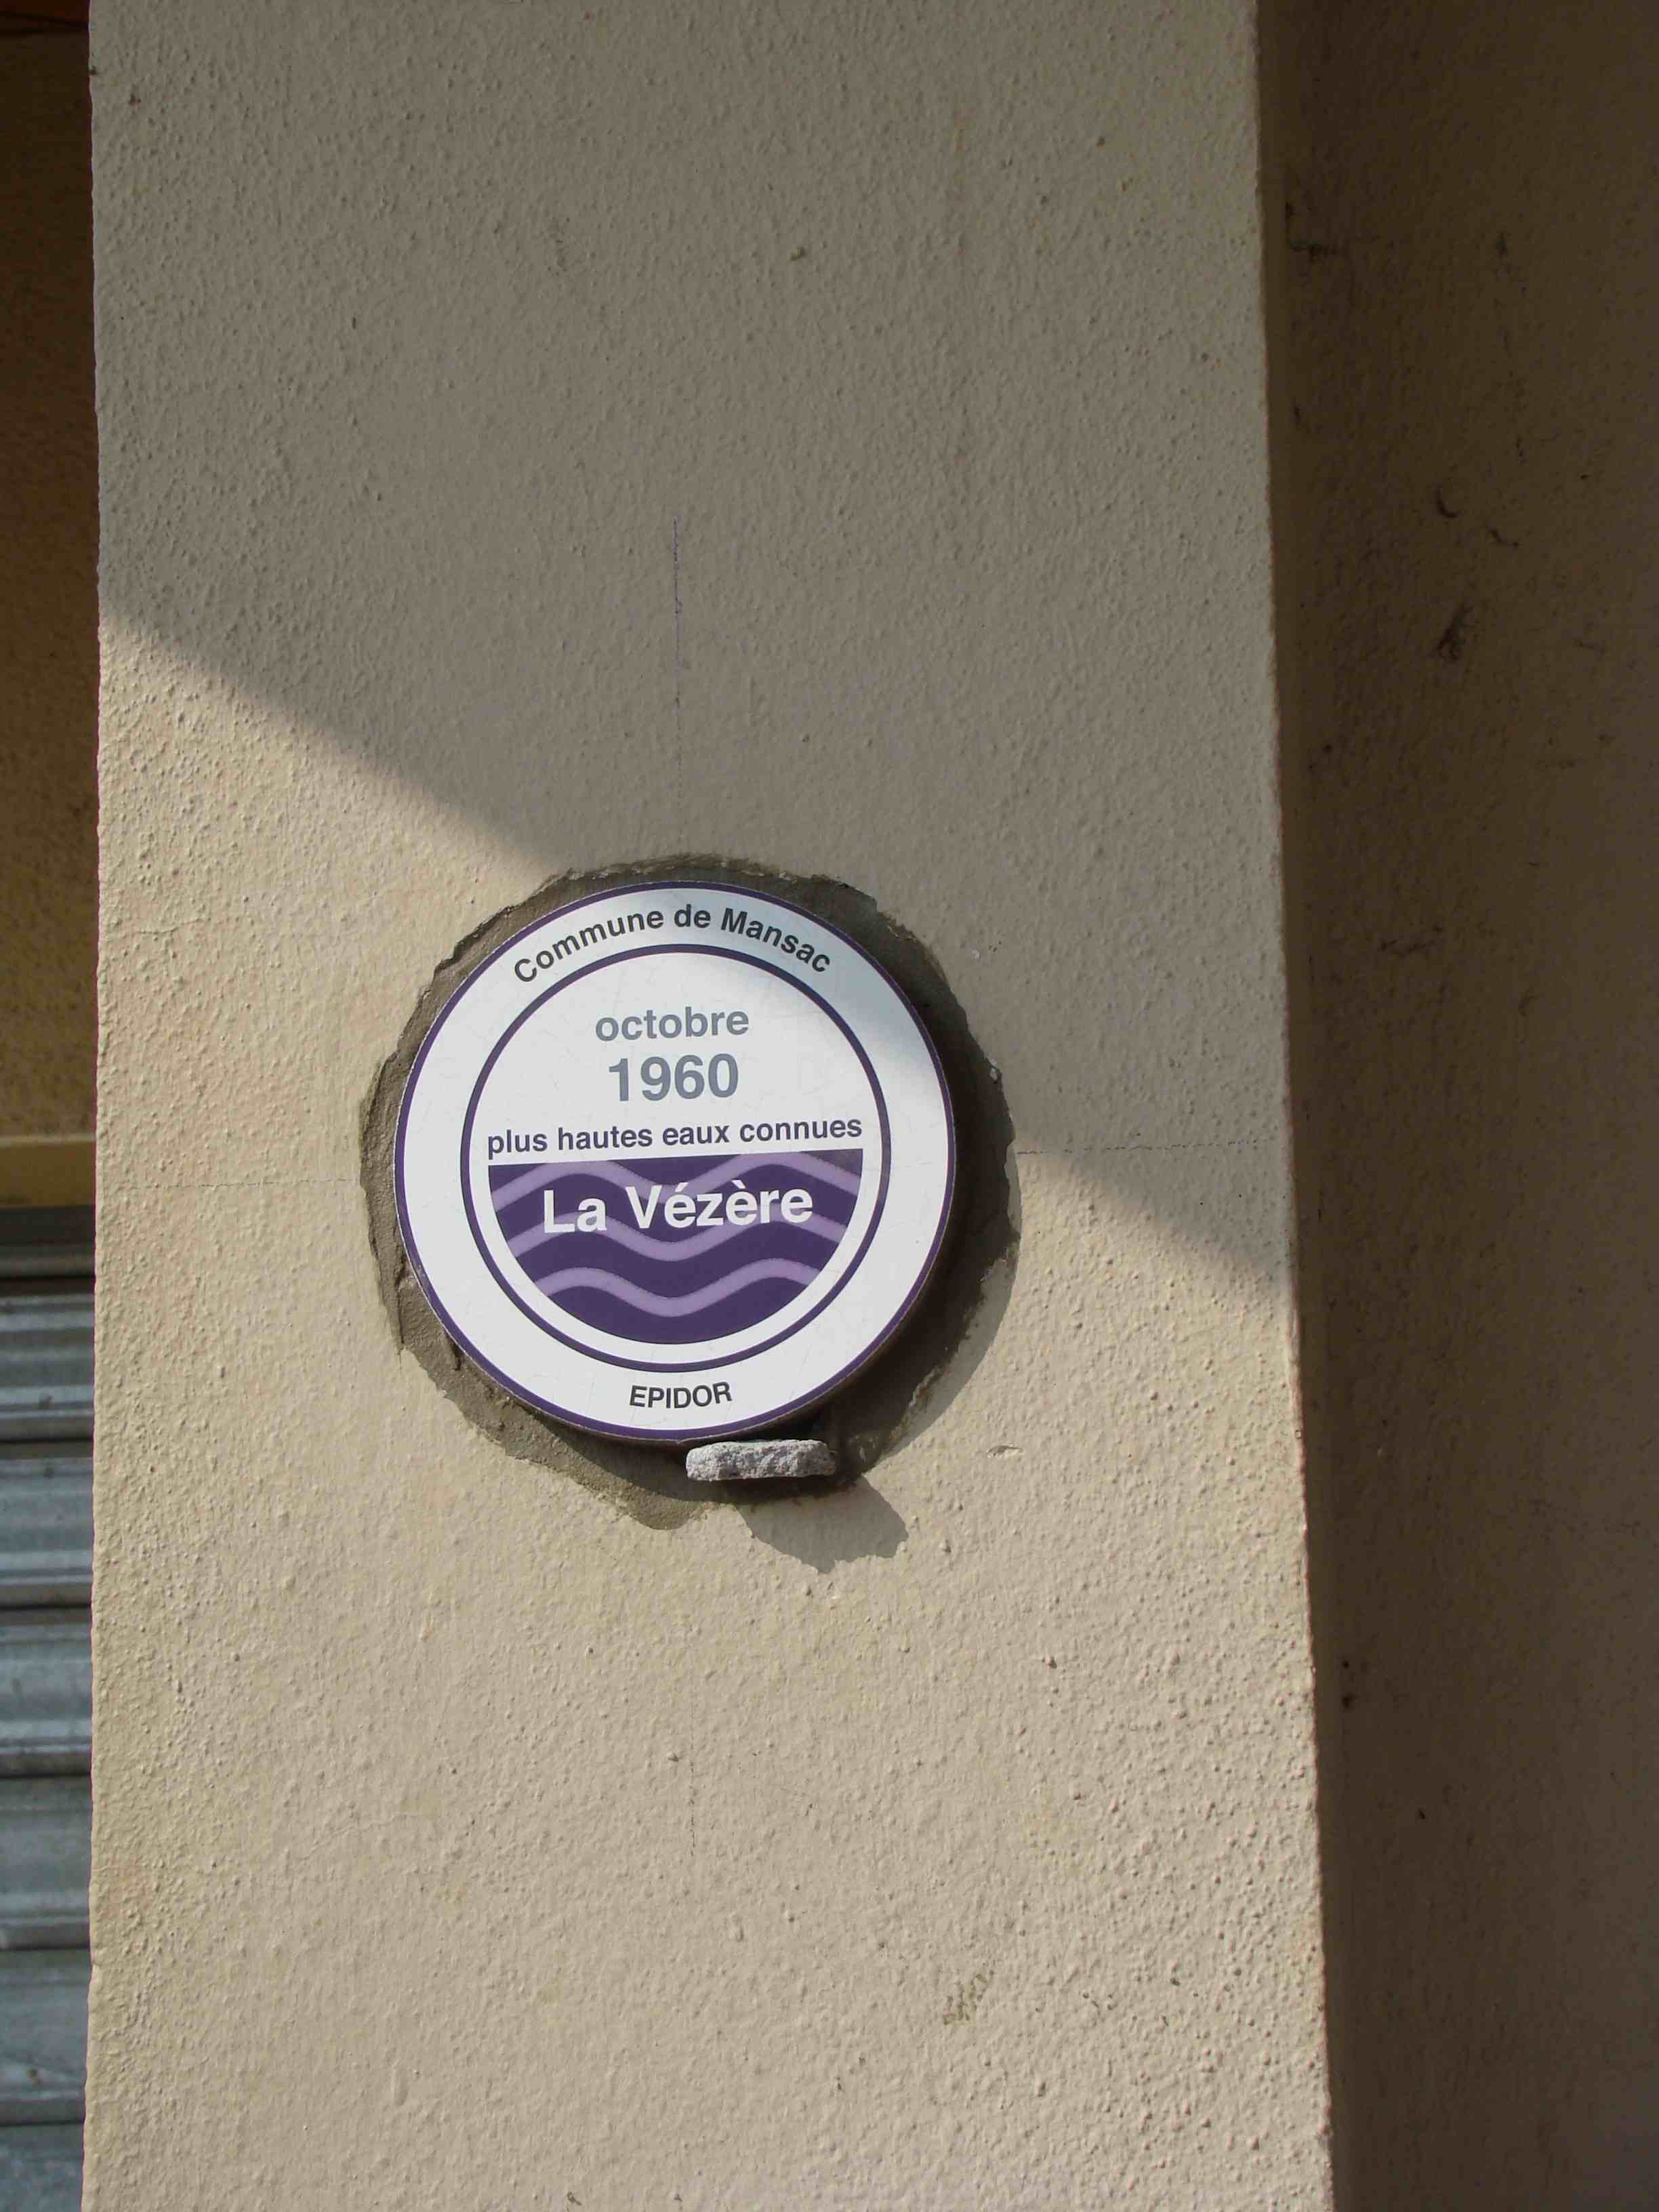 Commune de Mansac
octobre
1960
plus hautes eaux connues
La Vézère
EPIDOR